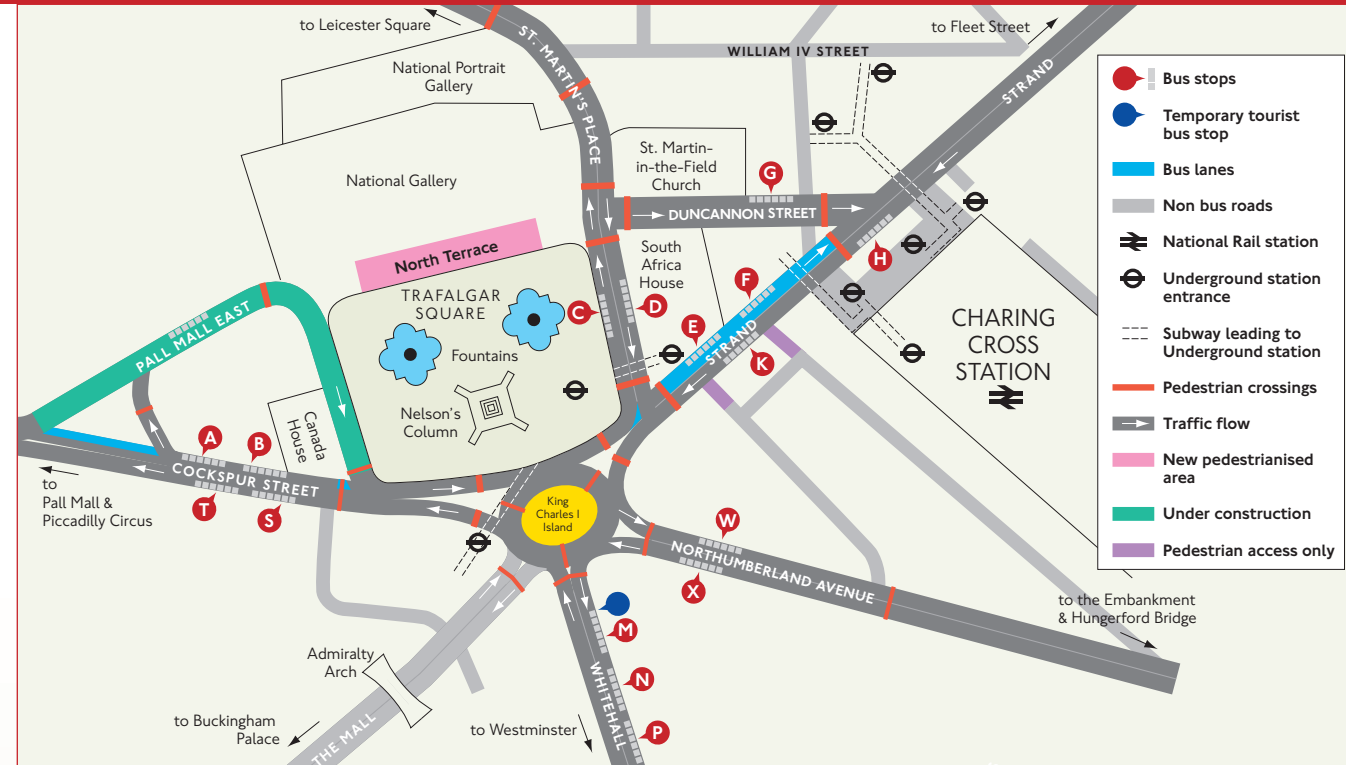 to Leicester Square
ST. MARTIN'S PLACE
WILLIAM IV STREET
to Fleet Street
STRAND
National Portrait
Gallery
National Gallery
St. Martin-
in-the-Field
Church
G
DUNCANNON STREET
North Terrace
TRAFALGAR
SQUARE
Fountains
Nelson's
Column
South
Africa
House
C
D
E
F
H
K
STRAND
CHARING
CROSS
STATION
PALL MALL EAST
Canada
House
A
B
COCKSPUR STREET
T
S
to
Pall Mall &
Piccadilly Circus
King
Charles I
Island
W
NORTHUMBERLAND AVENUE
X
to the Embankment
& Hungerford Bridge
M
N
P
WHITEHALL
to Westminster
Admiralty
Arch
to Buckingham
Palace
THE MALL
Bus stops
Temporary tourist
bus stop
Bus lanes
Non bus roads
National Rail station
Underground station
entrance
Subway leading to
Underground station
Pedestrian crossings
Traffic flow
New pedestrianised
area
Under construction
Pedestrian access only